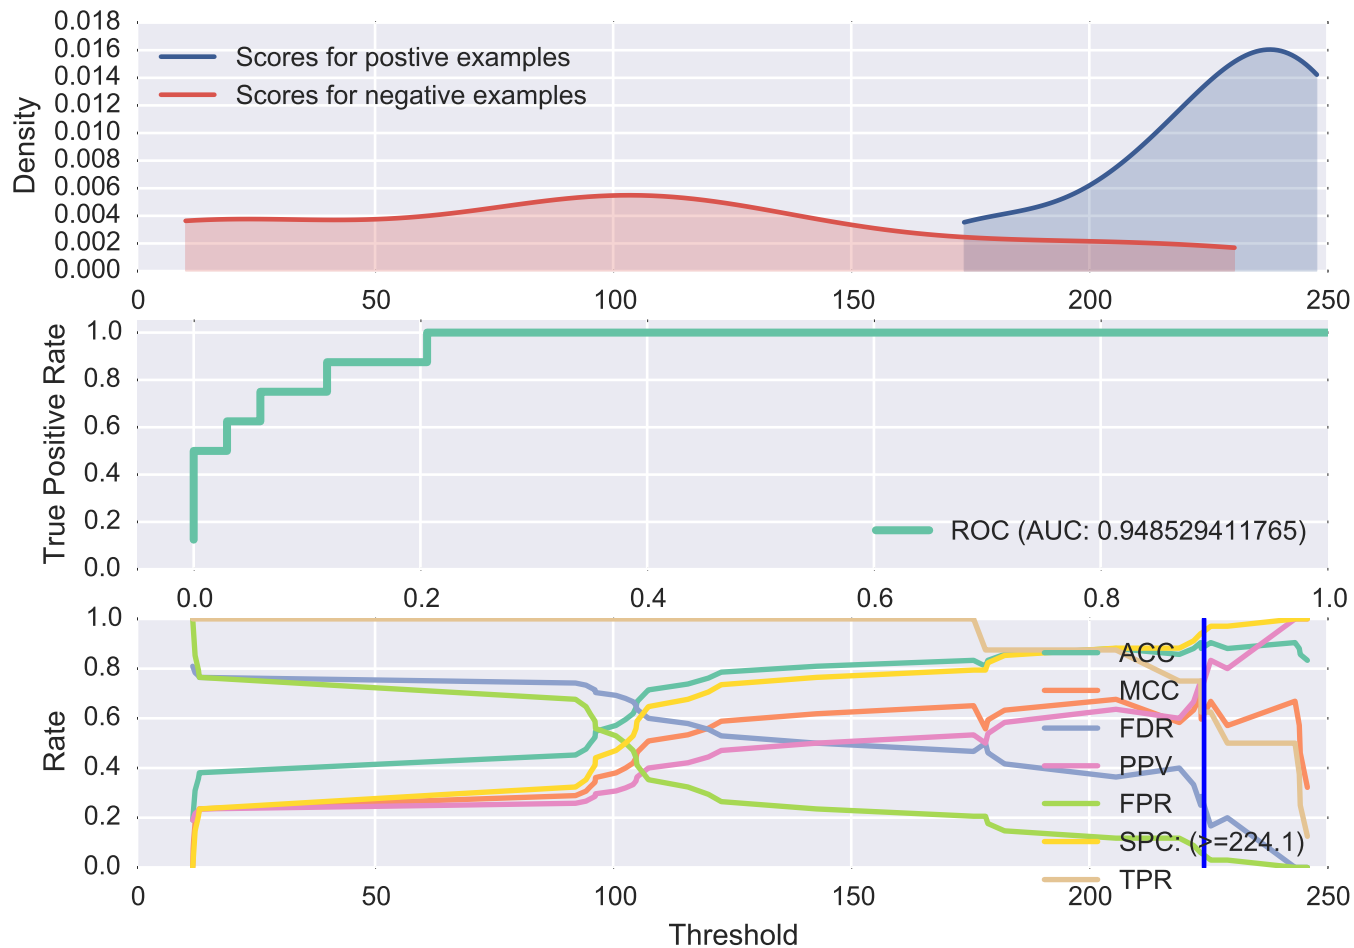 0.018
0.016
0.014
0.012
0.010
0.008
0.006
0.004
0.002
0.000
Density
Scores for postive examples
Scores for negative examples
0 50 100 150 200 250
1.0
0.8
0.6
0.4
0.2
0.0
True Positive Rate
ROC (AUC: 0.948529411765)
0.0 0.2 0.4 0.6 0.8 1.0
1.0
0.8
0.6
0.4
0.2
0.0
Rate
ACC
MCC
FDR
PPV
FPR
SPC: (>=224.1)
TPR
0 50 100 150 200 250
Threshold